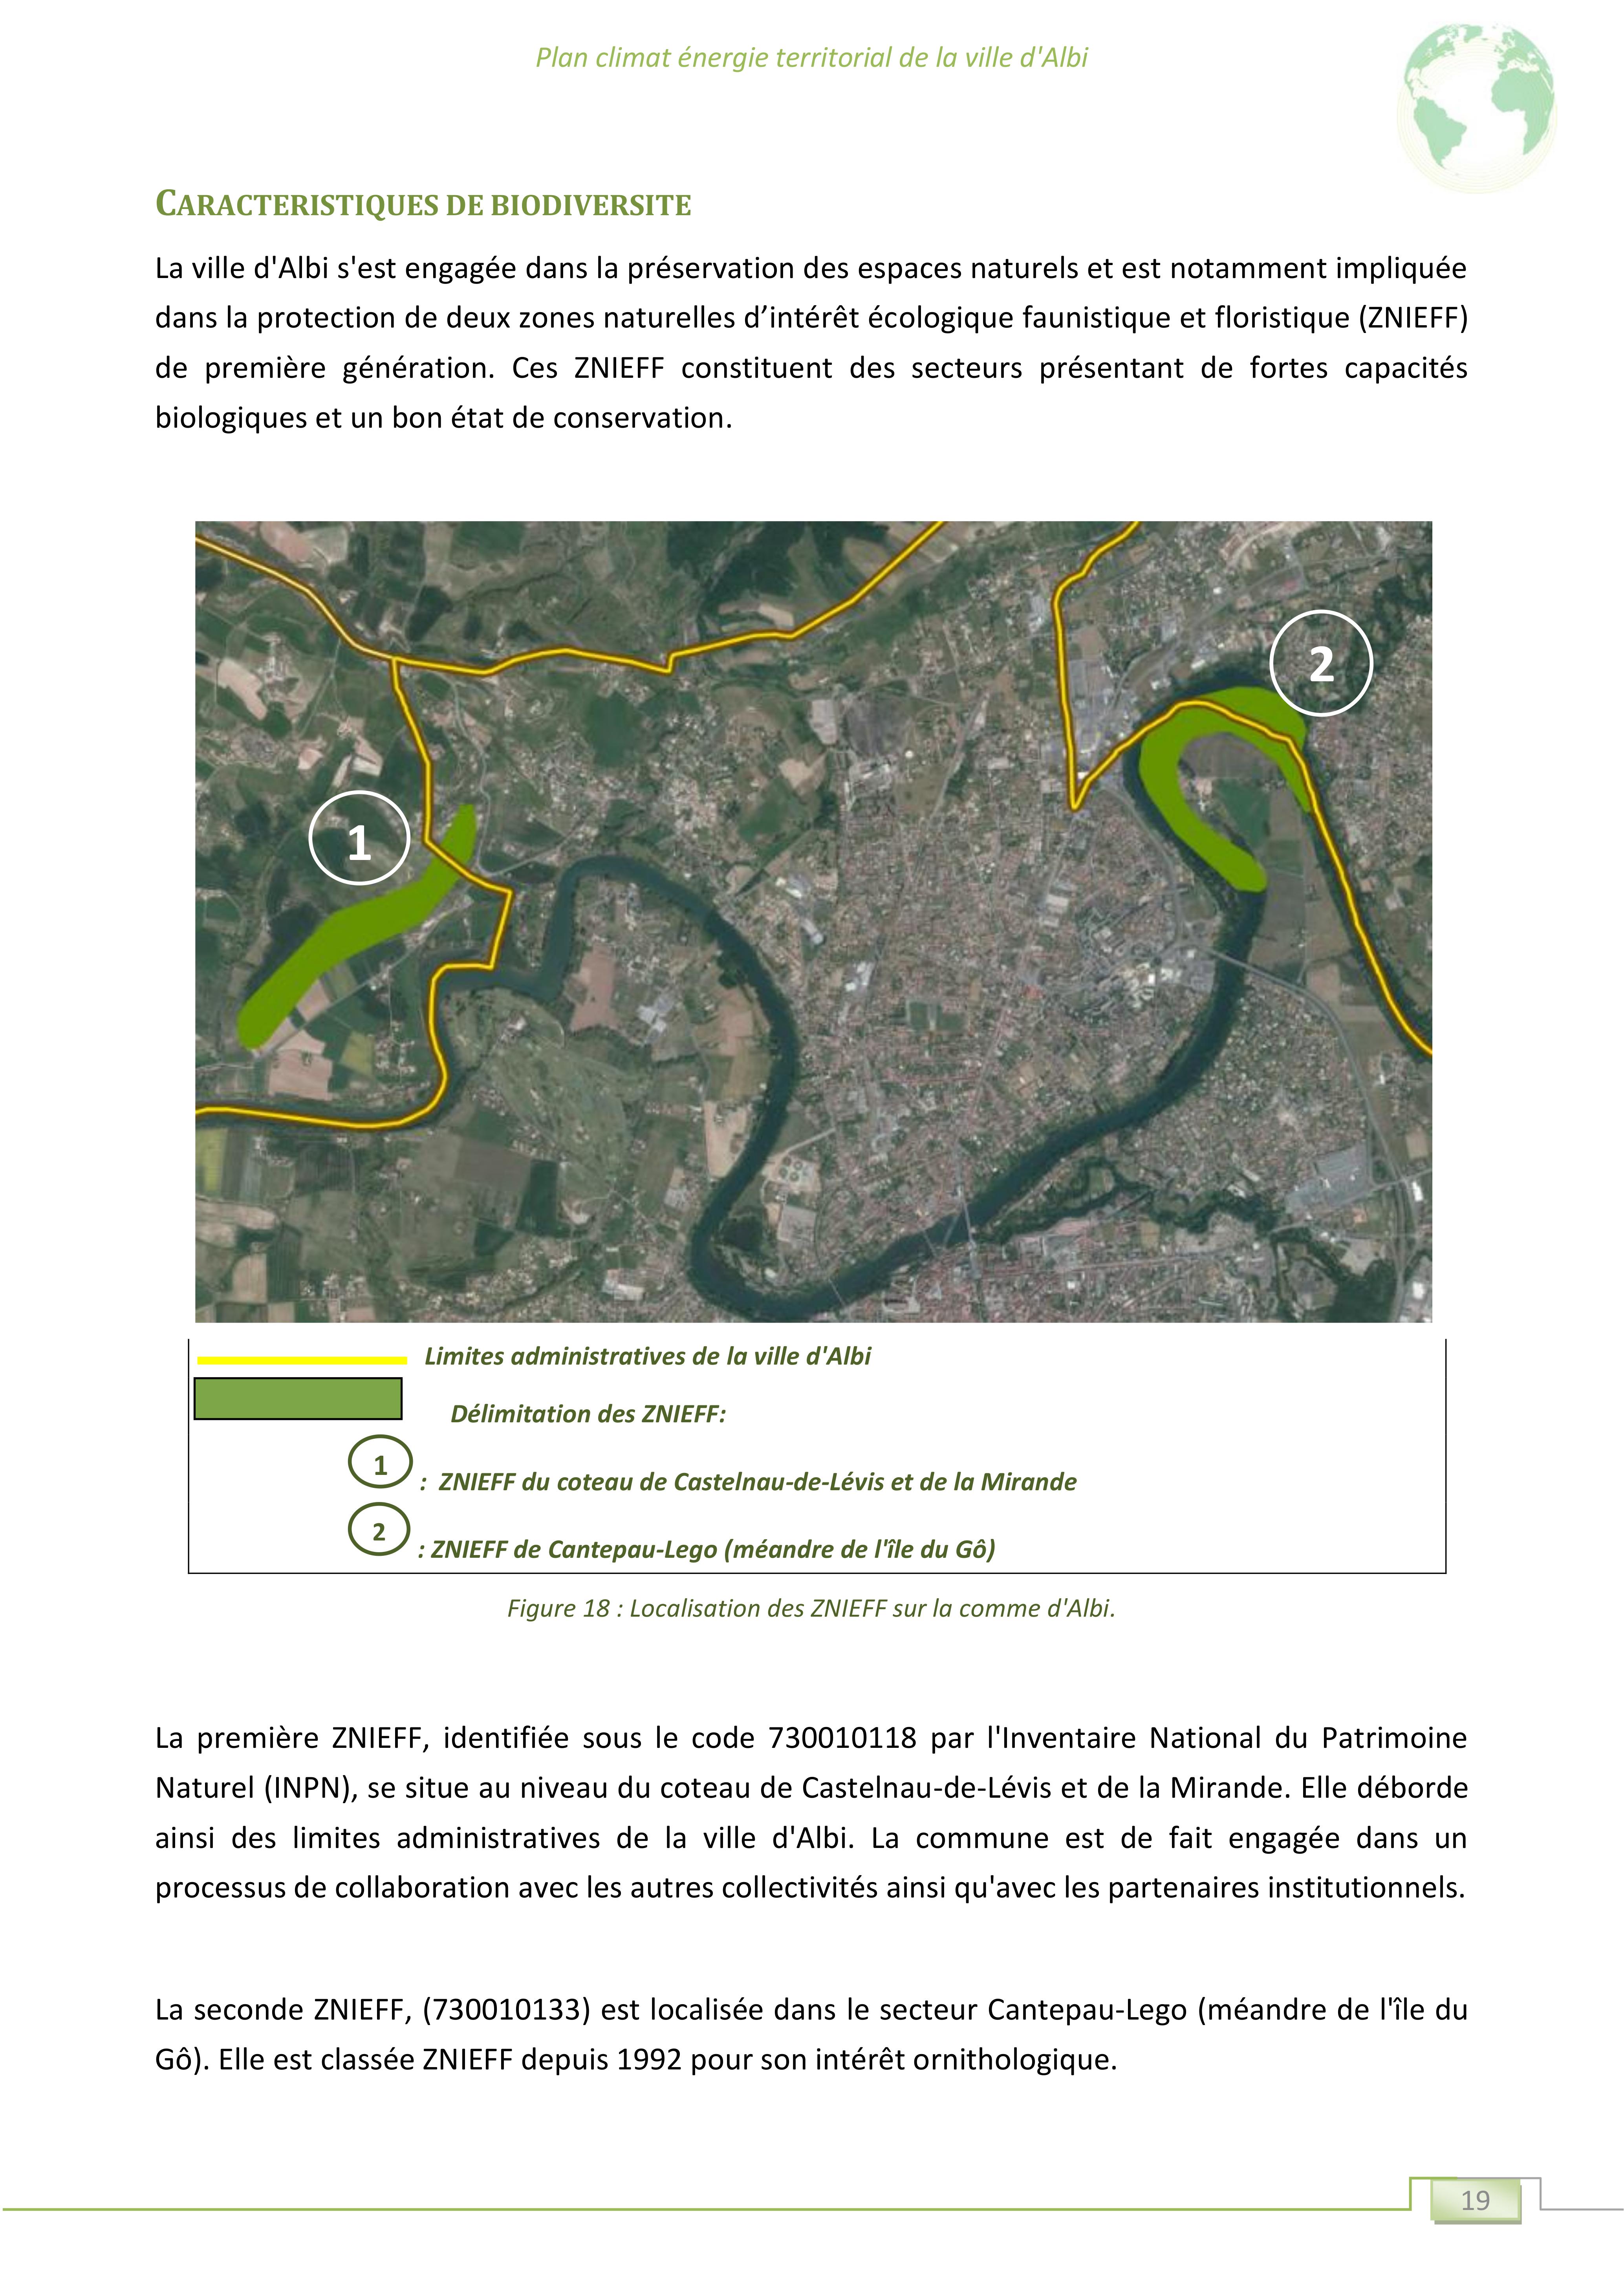 Plan climat énergie territorial de la ville d'Albi
CARACTERISTIQUES DE BIODIVERSITE
La ville d'Albi s'est engagée dans la préservation des espaces naturels et est notamment impliquée
dans la protection de deux zones naturelles d’intérêt écologique faunistique et floristique (ZNIEFF)
de première génération. Ces ZNIEFF constituent des secteurs présentant de fortes capacités
biologiques et un bon état de conservation.
2
1
Limites administratives de la ville d'Albi
Délimitation des ZNIEFF:
1 : ZNIEFF du coteau de Castelnau-de-Lévis et de la Mirande
2 : ZNIEFF de Cantepau-Lego (méandre de l'île du Gô)
Figure 18 : Localisation des ZNIEFF sur la comme d'Albi.
La première ZNIEFF, identifiée sous le code 730010118 par l'Inventaire National du Patrimoine
Naturel (INPN), se situe au niveau du coteau de Castelnau-de-Lévis et de la Mirande. Elle déborde
ainsi des limites administratives de la ville d'Albi. La commune est de fait engagée dans un
processus de collaboration avec les autres collectivités ainsi qu'avec les partenaires institutionnels.
La seconde ZNIEFF, (730010133) est localisée dans le secteur Cantepau-Lego (méandre de l'île du
Gô). Elle est classée ZNIEFF depuis 1992 pour son intérêt ornithologique.
19